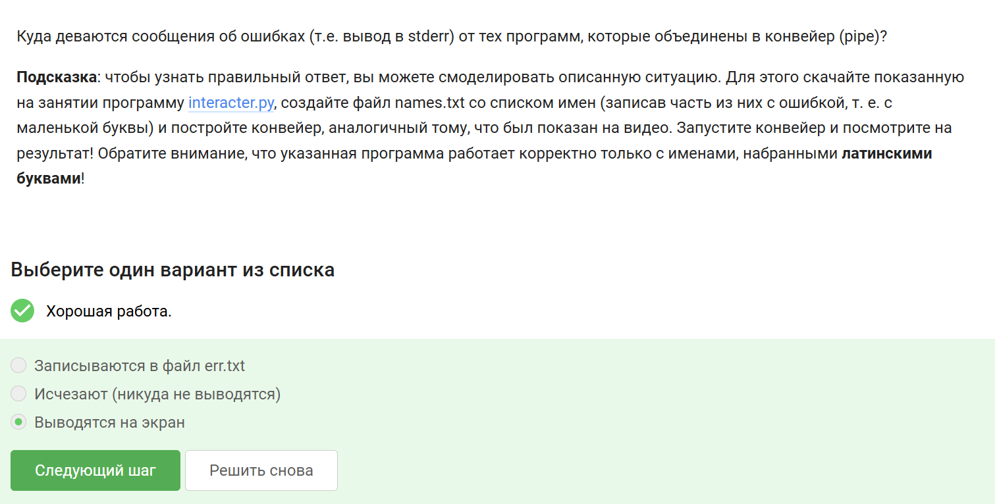 Куда деваются сообщения об ошибках (т.е. вывод в stderr) от тех программ, которые объединены в конвейер (pipe)?
Подсказка: чтобы узнать правильный ответ, вы можете смоделировать описанную ситуацию. Для этого скачайте показанную
на занятии программу interacter.py, создайте файл names.txt со списком имен (записав часть из них с ошибкой, т. е. с
маленькой буквы) и постройте конвейер, аналогичный тому, что был показан на видео. Запустите конвейер и посмотрите на
результат! Обратите внимание, что указанная программа работает корректно только с именами, набранными латинскими
буквами!
Выберите один вариант из списка
Хорошая работа.
Записываются в файл err.txt
Исчезают (никуда не выводятся)
Выводятся на экран
Следующий шаг Решить снова